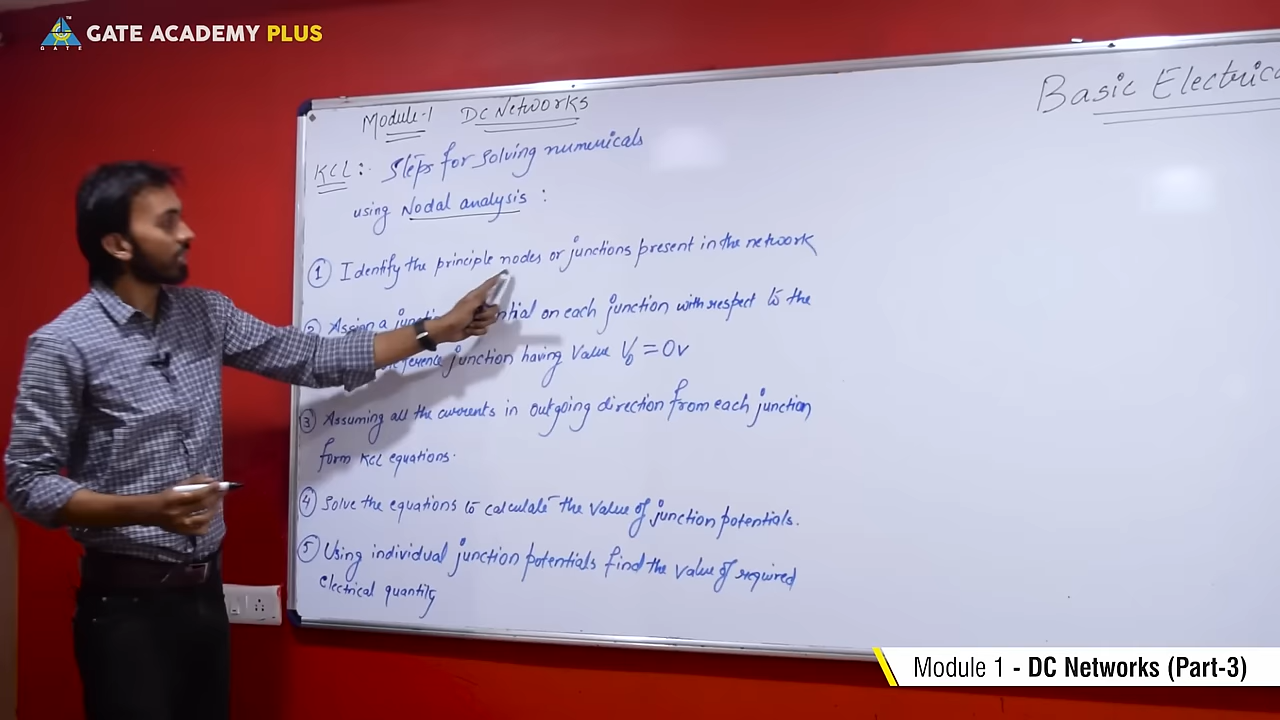 GATE ACADEMY PLUS
GATE
Module-1 DC Networks
Basic Electrica
KCL:- Steps for solving numericals
using Nodal analysis :
① Identify the principle nodes or junctions present in the network
② Assign a on each junction with respect to the
junction having value V₀ = 0v
③ Assuming all the currents in outgoing direction from each junction
form KCL equations.
④ Solve the equations to calculate the value of junction potentials.
⑤ Using individual junction potentials find the value of required
electrical quantity
Module 1 - DC Networks (Part-3)